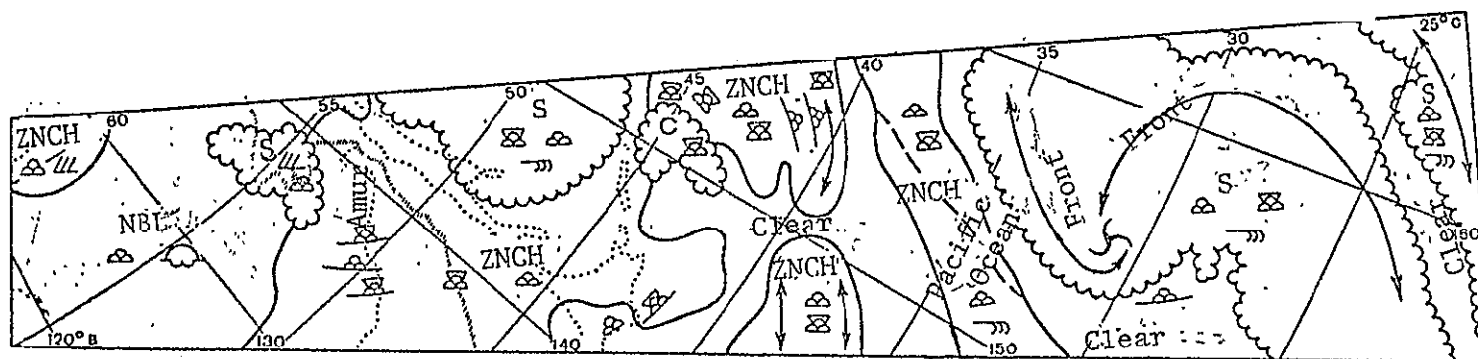 25°C
30
35
40
45
50
55
60
ZNCH
ZNCH
S
S
C
Front
Front
S
S
ZNCH
NBL
Amur
ZNCH
Clear
ZNCH
Pacific
Ocean
Clear
Clear
120°B
130
140
150
160